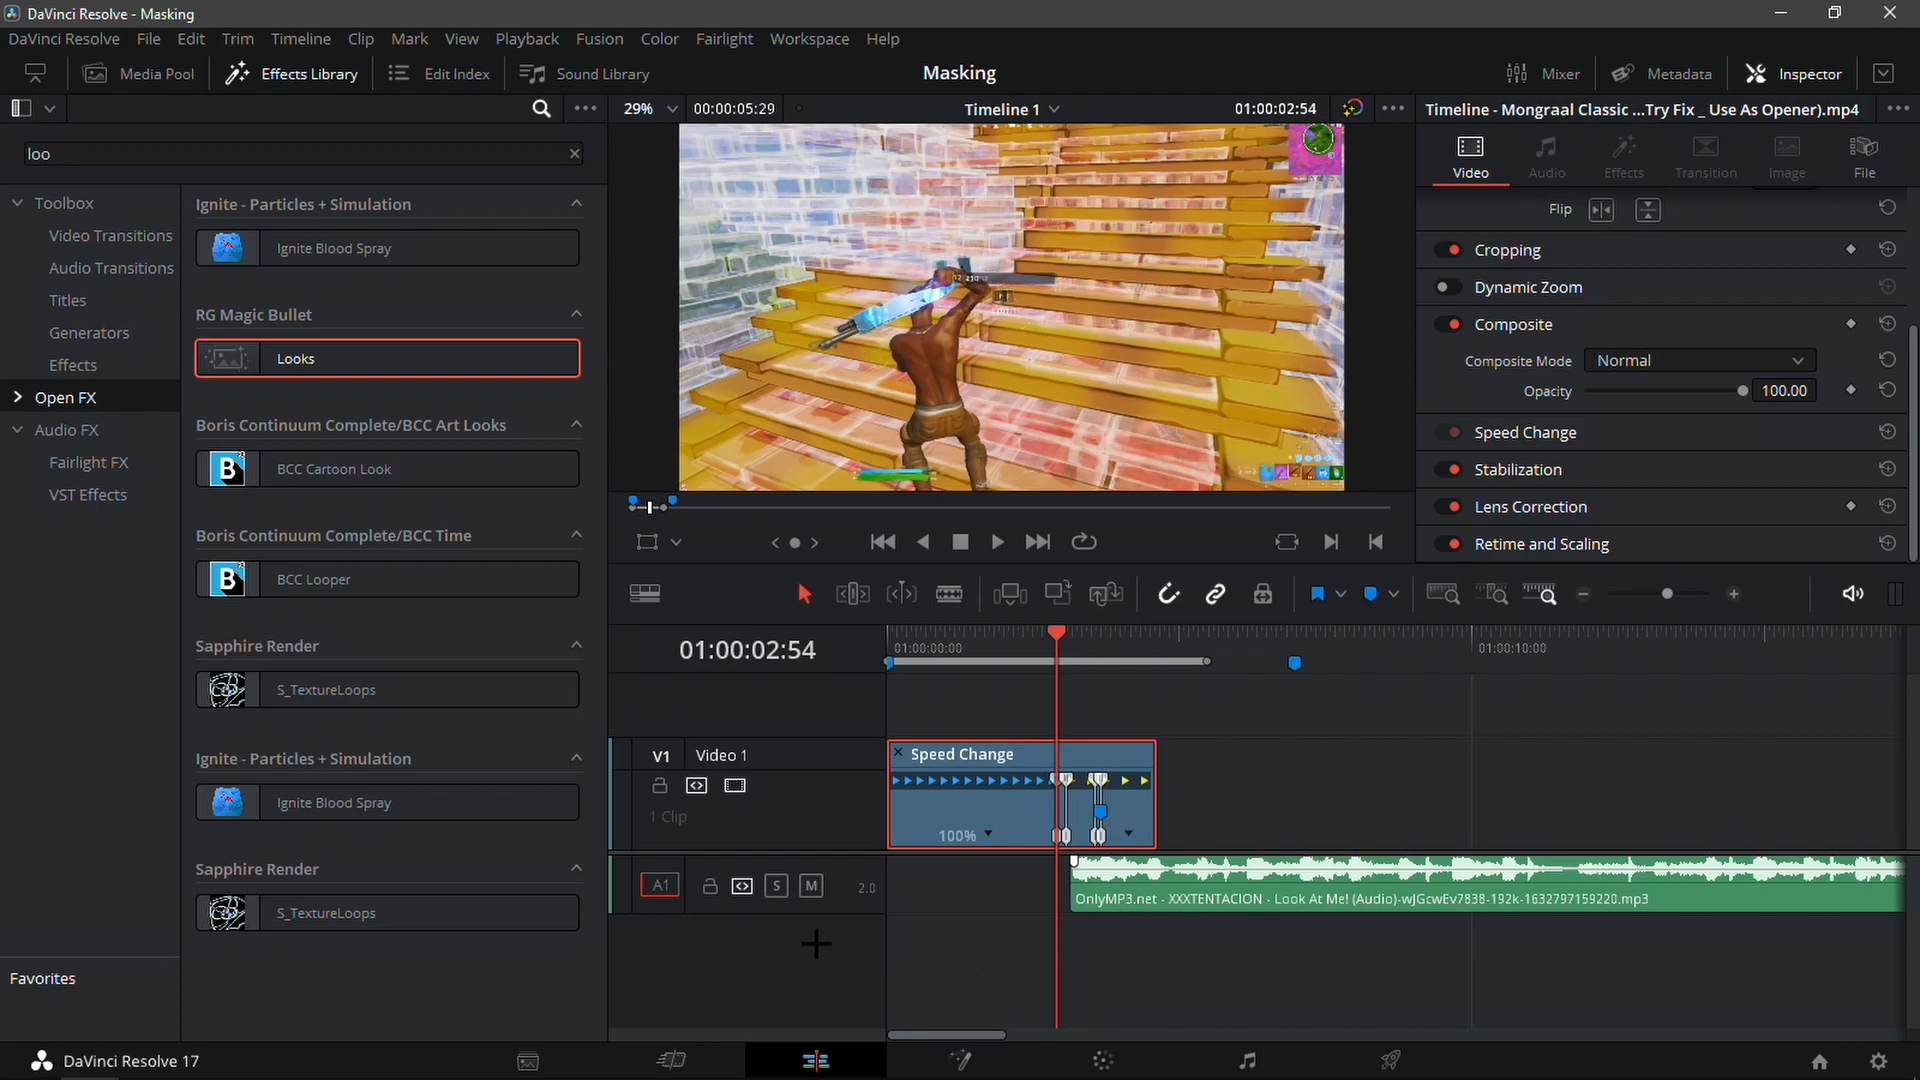 DaVinci Resolve - Masking
DaVinci Resolve File Edit Trim Timeline Clip Mark View Playback Fusion Color Fairlight Workspace Help
Media Pool Effects Library Edit Index Sound Library Masking Mixer Metadata Inspector
29% 00:00:05:29 Timeline 1 01:00:02:54 Timeline - Mongraal Classic ...Try Fix _ Use As Opener).mp4
loo
Video Audio Effects Transition Image File
Toolbox
Video Transitions
Audio Transitions
Titles
Generators
Effects
Open FX
Audio FX
Fairlight FX
VST Effects
Favorites
Ignite - Particles + Simulation
Ignite Blood Spray
RG Magic Bullet
Looks
Boris Continuum Complete/BCC Art Looks
B BCC Cartoon Look
Boris Continuum Complete/BCC Time
B BCC Looper
Sapphire Render
S_TextureLoops
Ignite - Particles + Simulation
Ignite Blood Spray
Sapphire Render
S_TextureLoops
Flip
Cropping
Dynamic Zoom
Composite
Composite Mode Normal
Opacity 100.00
Speed Change
Stabilization
Lens Correction
Retime and Scaling
01:00:02:54 01:00:00:00 01:00:10:00
V1 Video 1
1 Clip
Speed Change
100%
A1 S M 2.0
OnlyMP3.net - XXXTENTACION - Look At Me! (Audio)-wJGcwEv7838-192k-1632797159220.mp3
DaVinci Resolve 17